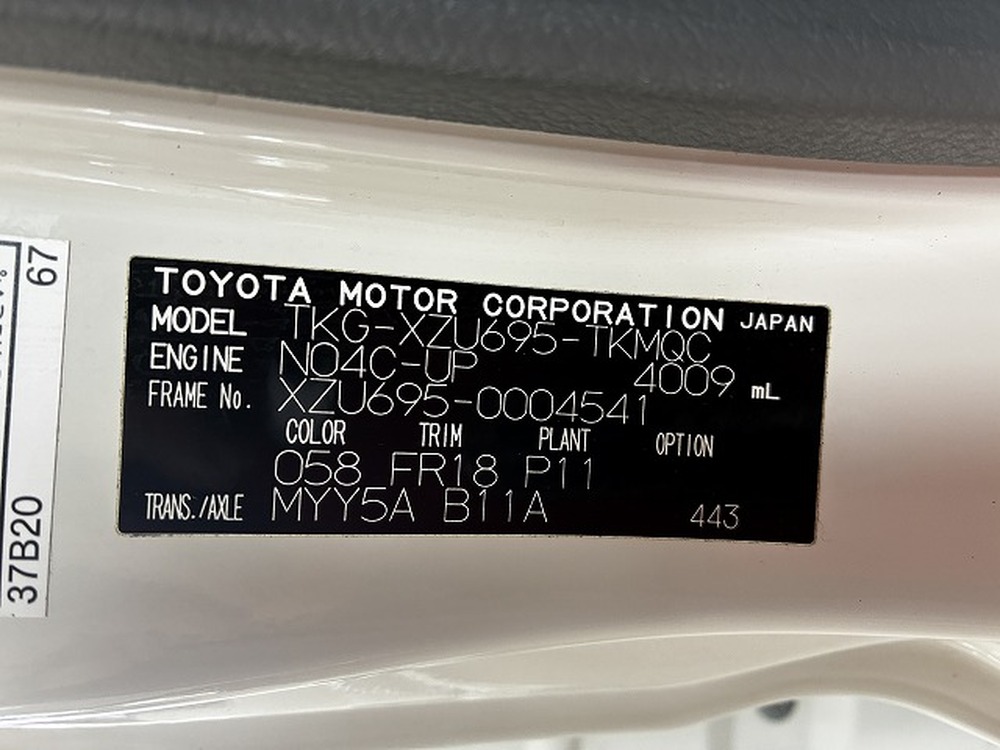 TOYOTA MOTOR CORPORATION JAPAN
MODEL TKG-XZU695-TKMQC
ENGINE N04C-UP 4009 mL
FRAME No. XZU695-0004541
COLOR TRIM PLANT OPTION
058 FR18 P11
TRANS./AXLE MYY5A B11A 443
67
37B20